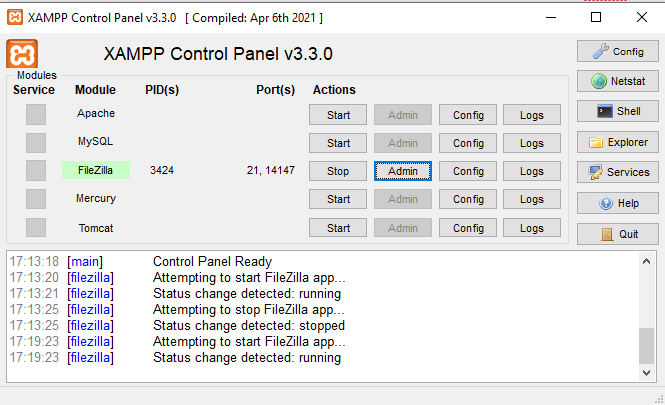 XAMPP Control Panel v3.3.0 [ Compiled: Apr 6th 2021 ]
XAMPP Control Panel v3.3.0
Config
Modules
Service Module PID(s) Port(s) Actions
Netstat
Apache Start Admin Config Logs
Shell
MySQL Start Admin Config Logs
Explorer
FileZilla 3424 21, 14147 Stop Admin Config Logs
Services
Mercury Start Admin Config Logs
Help
Tomcat Start Admin Config Logs
Quit
17:13:18 [main] Control Panel Ready
17:13:20 [filezilla] Attempting to start FileZilla app...
17:13:21 [filezilla] Status change detected: running
17:13:25 [filezilla] Attempting to stop FileZilla app...
17:13:25 [filezilla] Status change detected: stopped
17:19:23 [filezilla] Attempting to start FileZilla app...
17:19:23 [filezilla] Status change detected: running